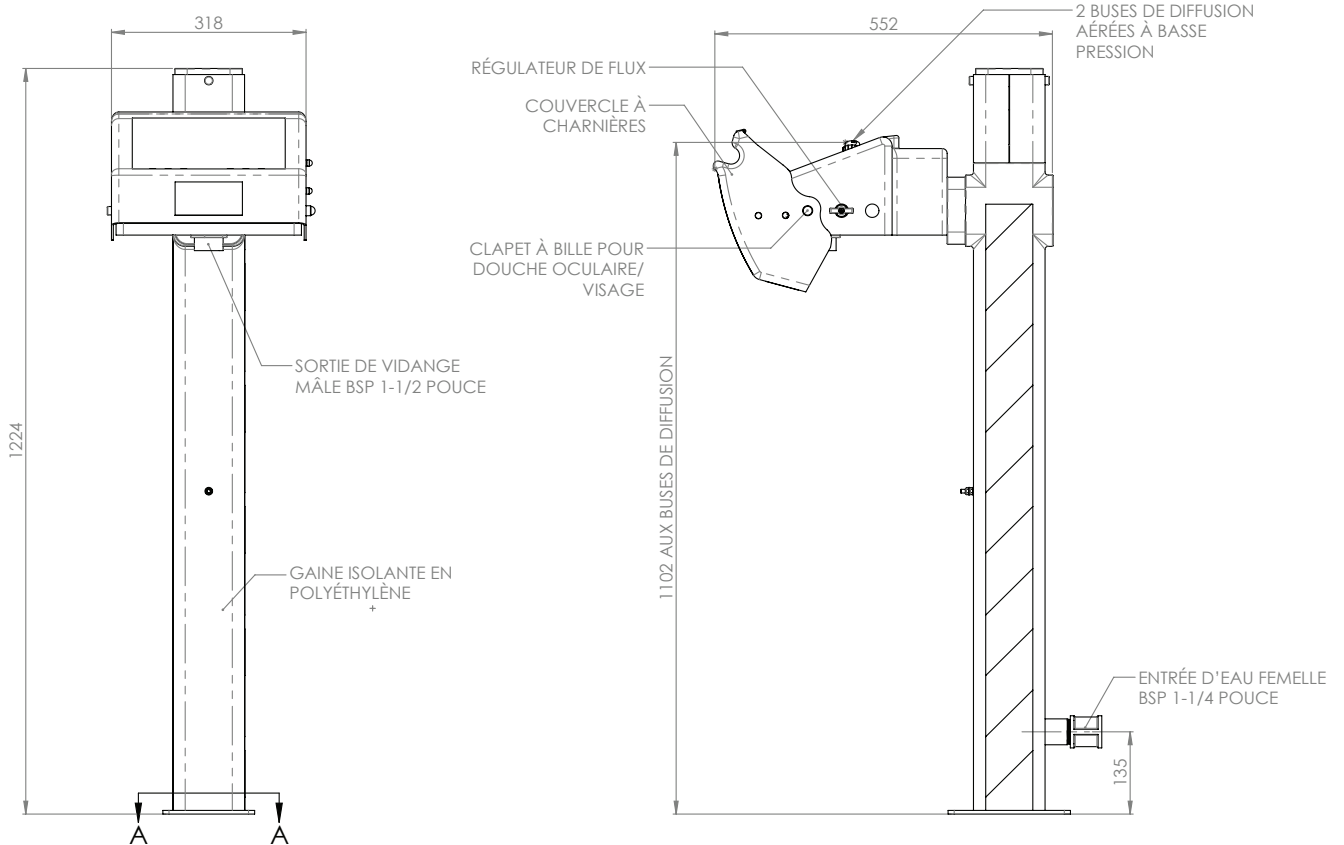 318
552
2 BUSES DE DIFFUSION
AÉRÉES À BASSE
PRESSION
RÉGULATEUR DE FLUX
COUVERCLE À
CHARNIÈRES
CLAPET À BILLE POUR
DOUCHE OCULAIRE/
VISAGE
SORTIE DE VIDANGE
MÂLE BSP 1-1/2 POUCE
1224
1102 AUX BUSES DE DIFFUSION
GAINE ISOLANTE EN
POLYÉTHYLÈNE
+
ENTRÉE D'EAU FEMELLE
BSP 1-1/4 POUCE
135
A A